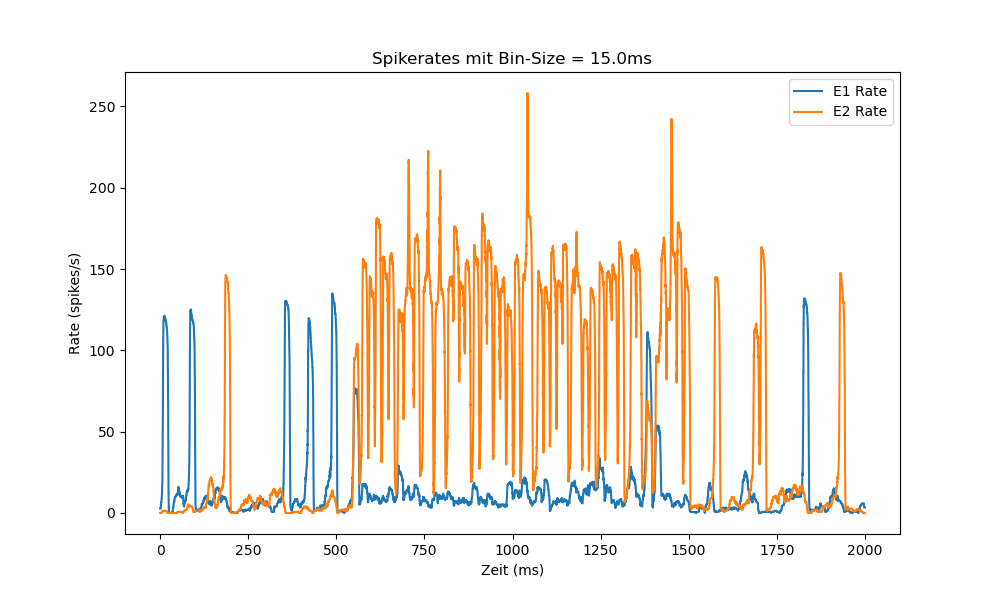 Spikerates mit Bin-Size = 15.0ms
E1 Rate
E2 Rate
Rate (spikes/s)
250
200
150
100
50
0
0 250 500 750 1000 1250 1500 1750 2000
Zeit (ms)